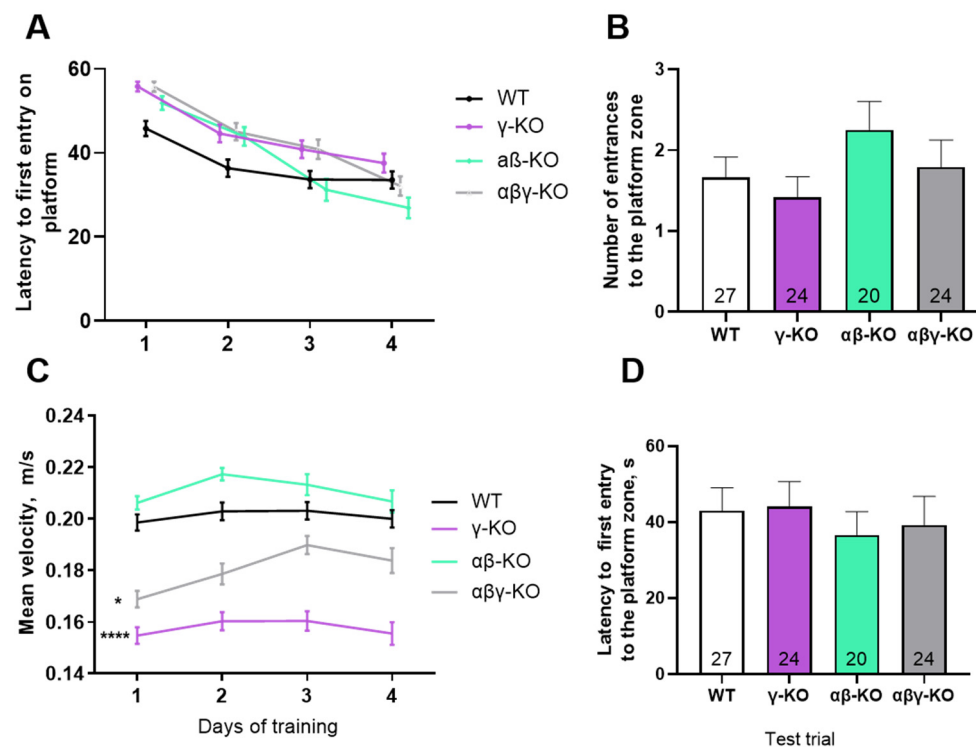 A
Latency to first entry on
platform
60
40
20
0
1 2 3 4
WT
γ-KO
aß-KO
αβγ-KO
B
Number of entrances
to the platform zone
3
2
1
0
27 24 20 24
WT γ-KO αβ-KO αβγ-KO
C
Mean velocity, m/s
0.24
0.22
0.20
0.18
0.16
0.14
*
****
1 2 3 4
Days of training
WT
γ-KO
αβ-KO
αβγ-KO
D
Latency to first entry
to the platform zone, s
60
40
20
0
27 24 20 24
WT γ-KO αβ-KO αβγ-KO
Test trial